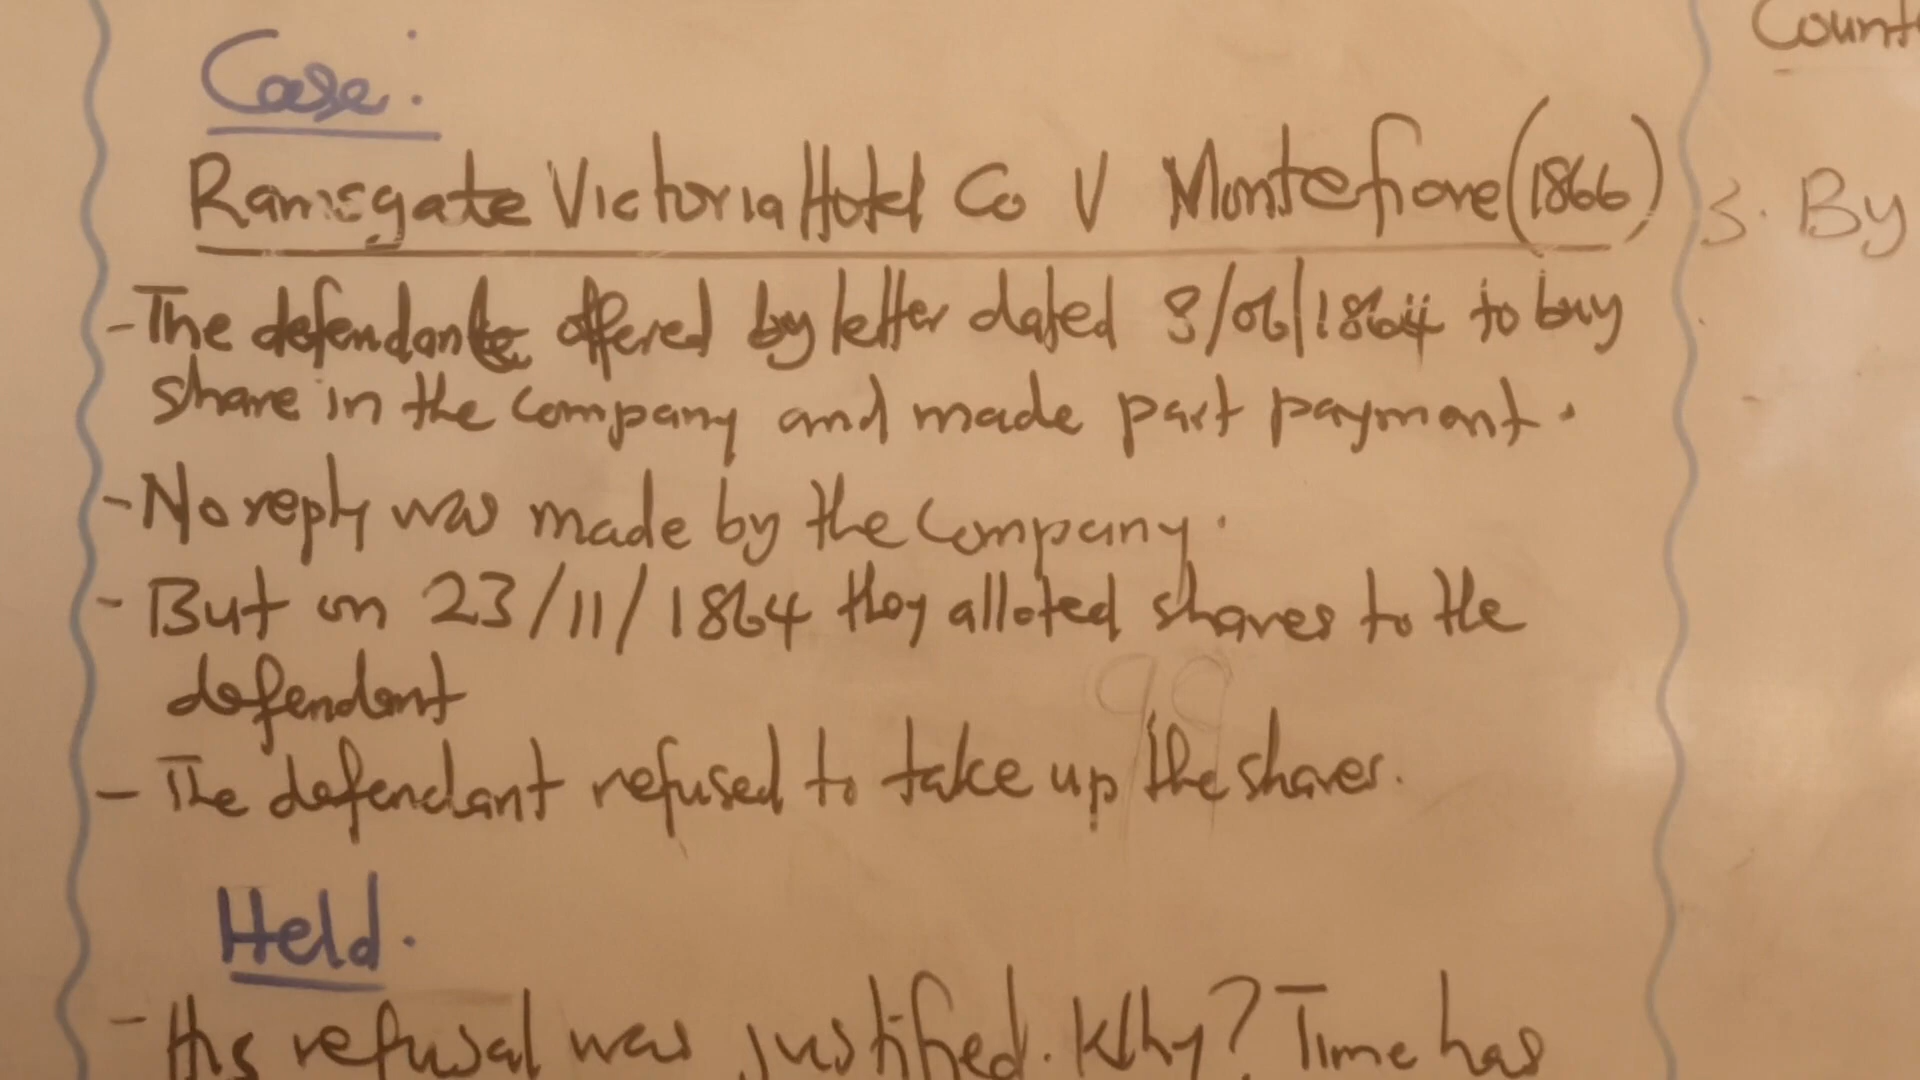 Case:
Ramsgate Victoria Hotel Co V Montefiore (1866)
- The defendant offered by letter dated 8/06/1864 to buy
share in the company and made part payment.
- No reply was made by the company.
- But on 23/11/1864 they alloted shares to the
defendant
- The defendant refused to take up the shares.
Held.
- His refusal was justified. Why? Time has
Count
3. By